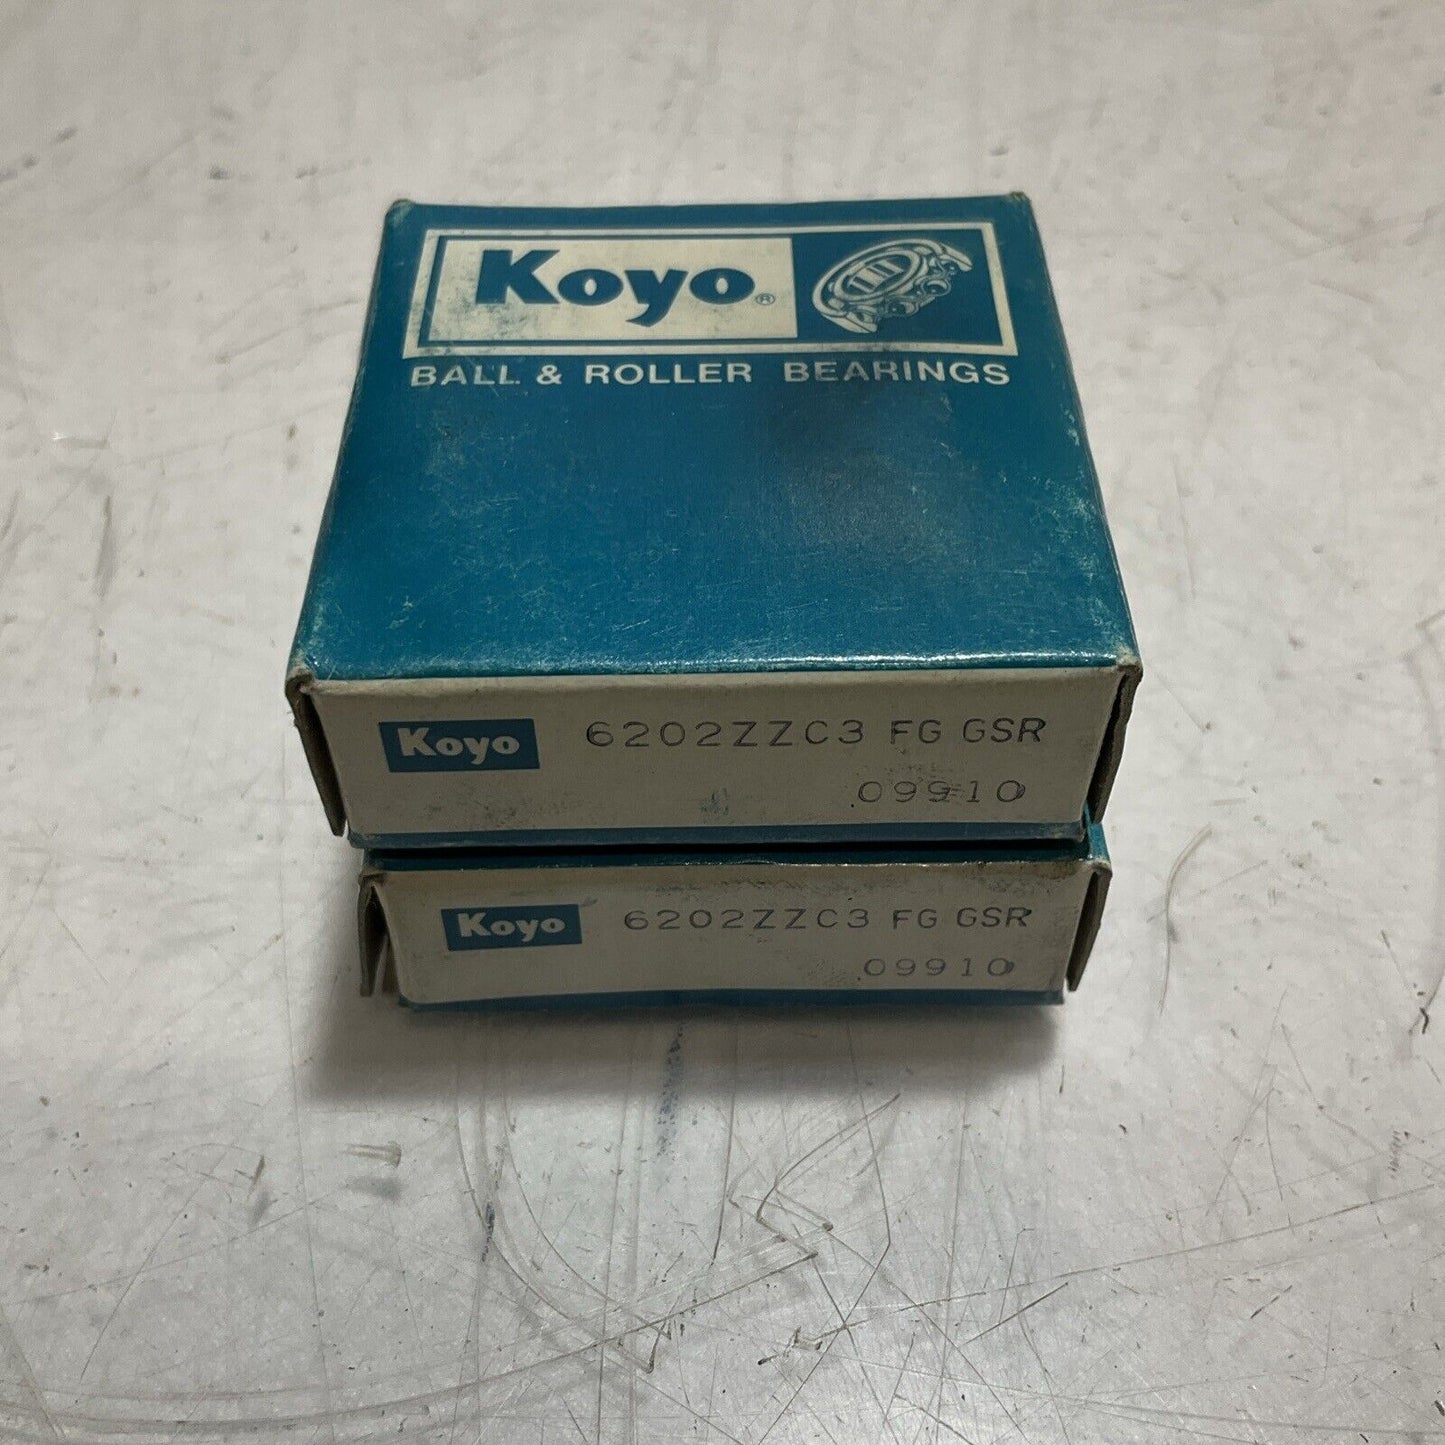 Koyo®
BALL & ROLLER BEARINGS
Koyo 6202ZZC3 FG GSR
09910
Koyo 6202ZZC3 FG GSR
09910